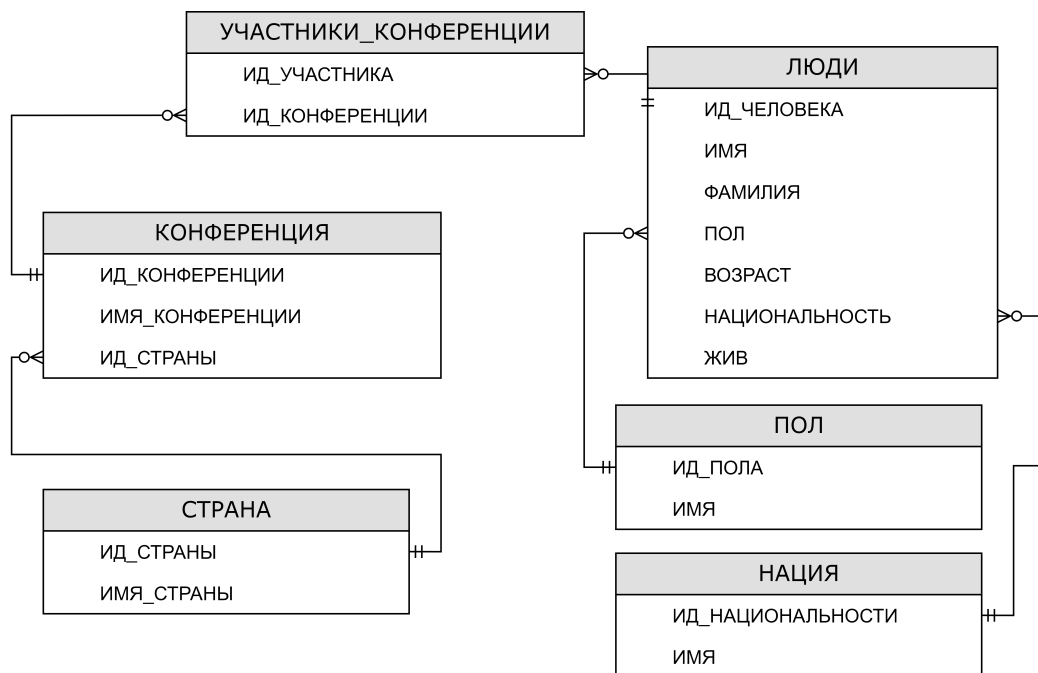 УЧАСТНИКИ_КОНФЕРЕНЦИИ
ИД_УЧАСТНИКА
ИД_КОНФЕРЕНЦИИ
ЛЮДИ
ИД_ЧЕЛОВЕКА
ИМЯ
ФАМИЛИЯ
ПОЛ
ВОЗРАСТ
НАЦИОНАЛЬНОСТЬ
ЖИВ
КОНФЕРЕНЦИЯ
ИД_КОНФЕРЕНЦИИ
ИМЯ_КОНФЕРЕНЦИИ
ИД_СТРАНЫ
ПОЛ
ИД_ПОЛА
ИМЯ
СТРАНА
ИД_СТРАНЫ
ИМЯ_СТРАНЫ
НАЦИЯ
ИД_НАЦИОНАЛЬНОСТИ
ИМЯ